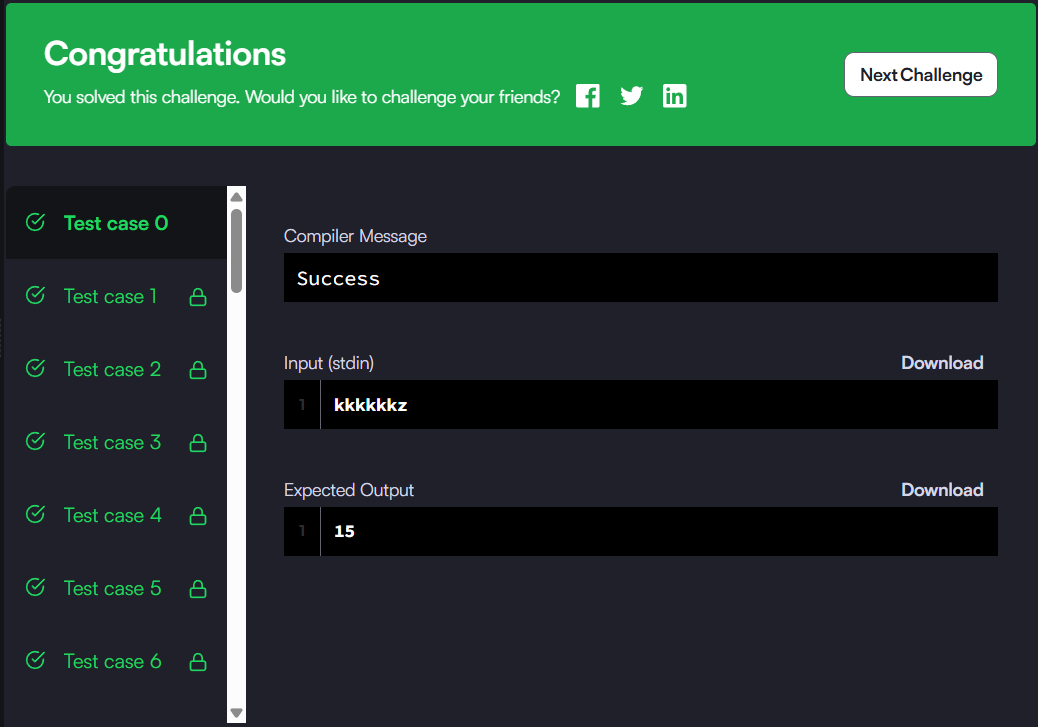 Congratulations
You solved this challenge. Would you like to challenge your friends?
Next Challenge
Test case 0
Test case 1
Test case 2
Test case 3
Test case 4
Test case 5
Test case 6
Compiler Message
Success
Input (stdin)
Download
1 kkkkkkz
Expected Output
Download
1 15